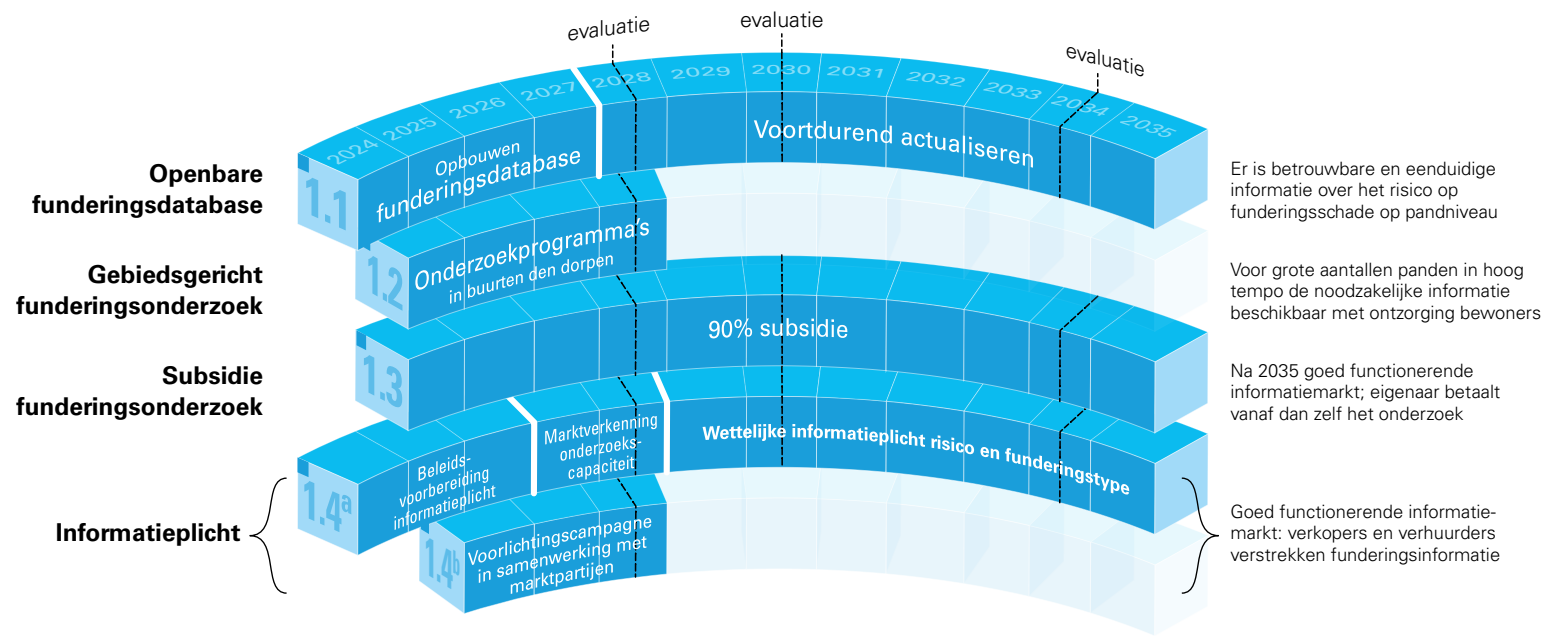 evaluatie
evaluatie
evaluatie
2024
2025
2026
2027
2028
2029
2030
2031
2032
2033
2034
2035
Openbare
funderingsdatabase
1.1
Opbouwen
funderingsdatabase
Voortdurend actualiseren
Er is betrouwbare en eenduidige
informatie over het risico op
funderingsschade op pandniveau
Gebiedsgericht
funderingsonderzoek
1.2
Onderzoekprogramma's
in buurten den dorpen
Voor grote aantallen panden in hoog
tempo de noodzakelijke informatie
beschikbaar met ontzorging bewoners
Subsidie
funderingsonderzoek
1.3
90% subsidie
Na 2035 goed functionerende
informatiemarkt; eigenaar betaalt
vanaf dan zelf het onderzoek
Informatieplicht
1.4a
Beleids-
voorbereiding
informatieplicht
Marktverkenning
onderzoeks-
capaciteit
Wettelijke informatieplicht risico en funderingstype
1.4b
Voorlichtingscampagne
in samenwerking met
marktpartijen
Goed functionerende informatie-
markt: verkopers en verhuurders
verstrekken funderingsinformatie